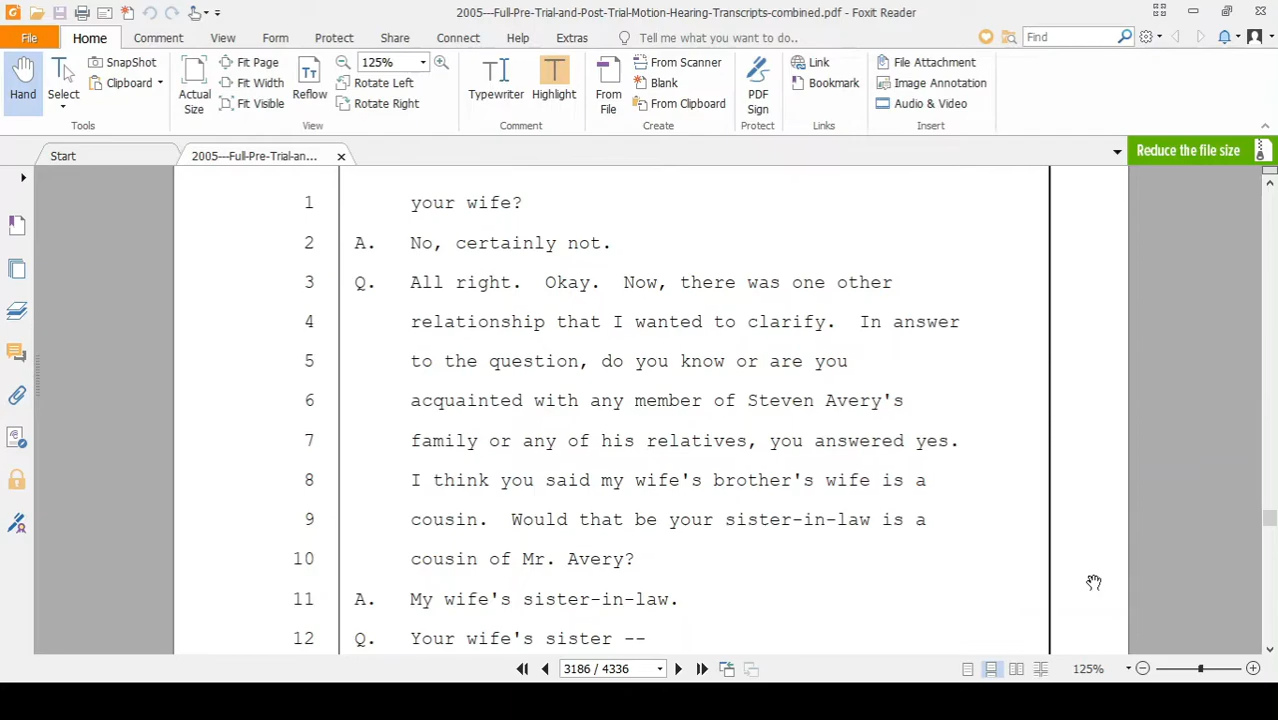 2005---Full-Pre-Trial-and-Post-Trial-Motion-Hearing-Transcripts-combined.pdf - Foxit Reader
File Home Comment View Form Protect Share Connect Help Extras Tell me what you want to do.. Find
Hand
Select
SnapShot
Clipboard
Tools
Actual Size
Fit Page
Fit Width
Fit Visible
Reflow
125%
Rotate Left
Rotate Right
View
Typewriter
Highlight
Comment
From File
From Scanner
Blank
From Clipboard
Create
PDF Sign
Protect
Link
Bookmark
Links
File Attachment
Image Annotation
Audio & Video
Insert
Start 2005---Full-Pre-Trial-an... Reduce the file size
1 your wife?
2 A. No, certainly not.
3 Q. All right. Okay. Now, there was one other
4 relationship that I wanted to clarify. In answer
5 to the question, do you know or are you
6 acquainted with any member of Steven Avery's
7 family or any of his relatives, you answered yes.
8 I think you said my wife's brother's wife is a
9 cousin. Would that be your sister-in-law is a
10 cousin of Mr. Avery?
11 A. My wife's sister-in-law.
12 Q. Your wife's sister --
3186 / 4336 125%